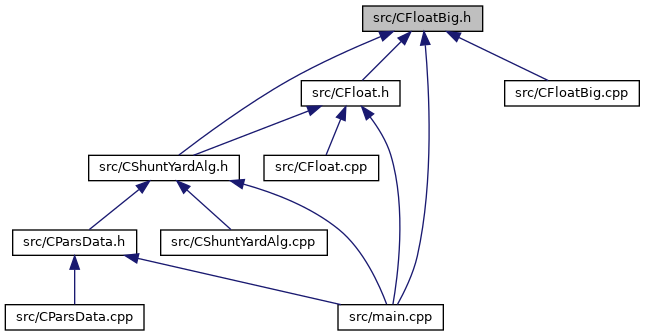 src/CFloatBig.h
src/CFloat.h
src/CFloatBig.cpp
src/CShuntYardAlg.h
src/CFloat.cpp
src/CParsData.h
src/CShuntYardAlg.cpp
src/CParsData.cpp
src/main.cpp